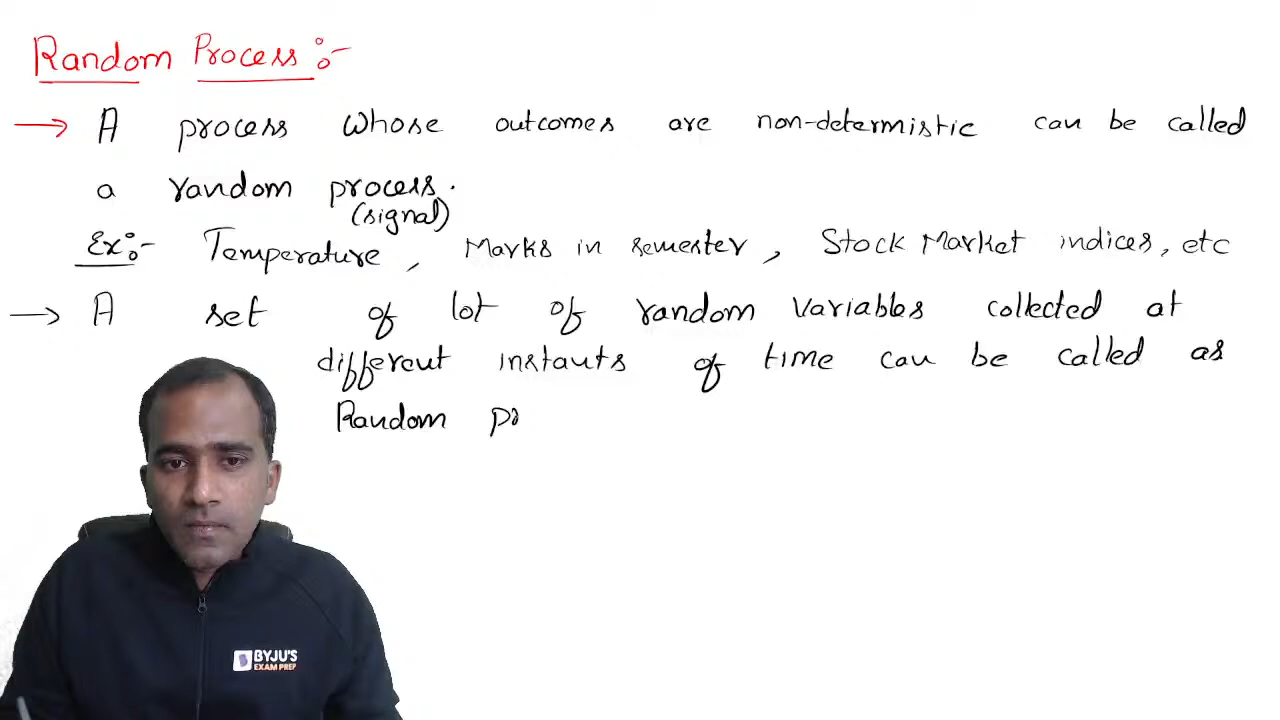 Random Process :-
→ A process whose outcomes are non-determistic can be called
a random process.
(signal)
Ex:- Temperature, Marks in semester, Stock Market indices, etc
→ A set of lot of random variables collected at
different instants of time can be called as
Random pr
BYJU'S
EXAM PREP